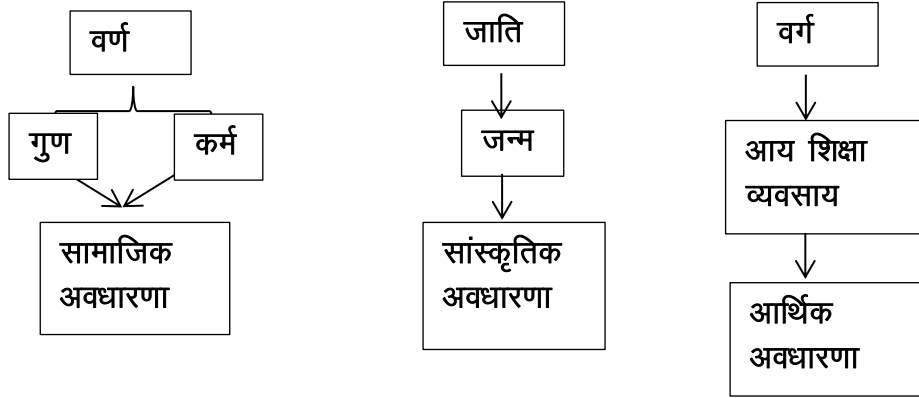 वर्ण
जाति
वर्ग
गुण
कर्म
जन्म
आय शिक्षा
व्यवसाय
सामाजिक
अवधारणा
सांस्कृतिक
अवधारणा
आर्थिक
अवधारणा